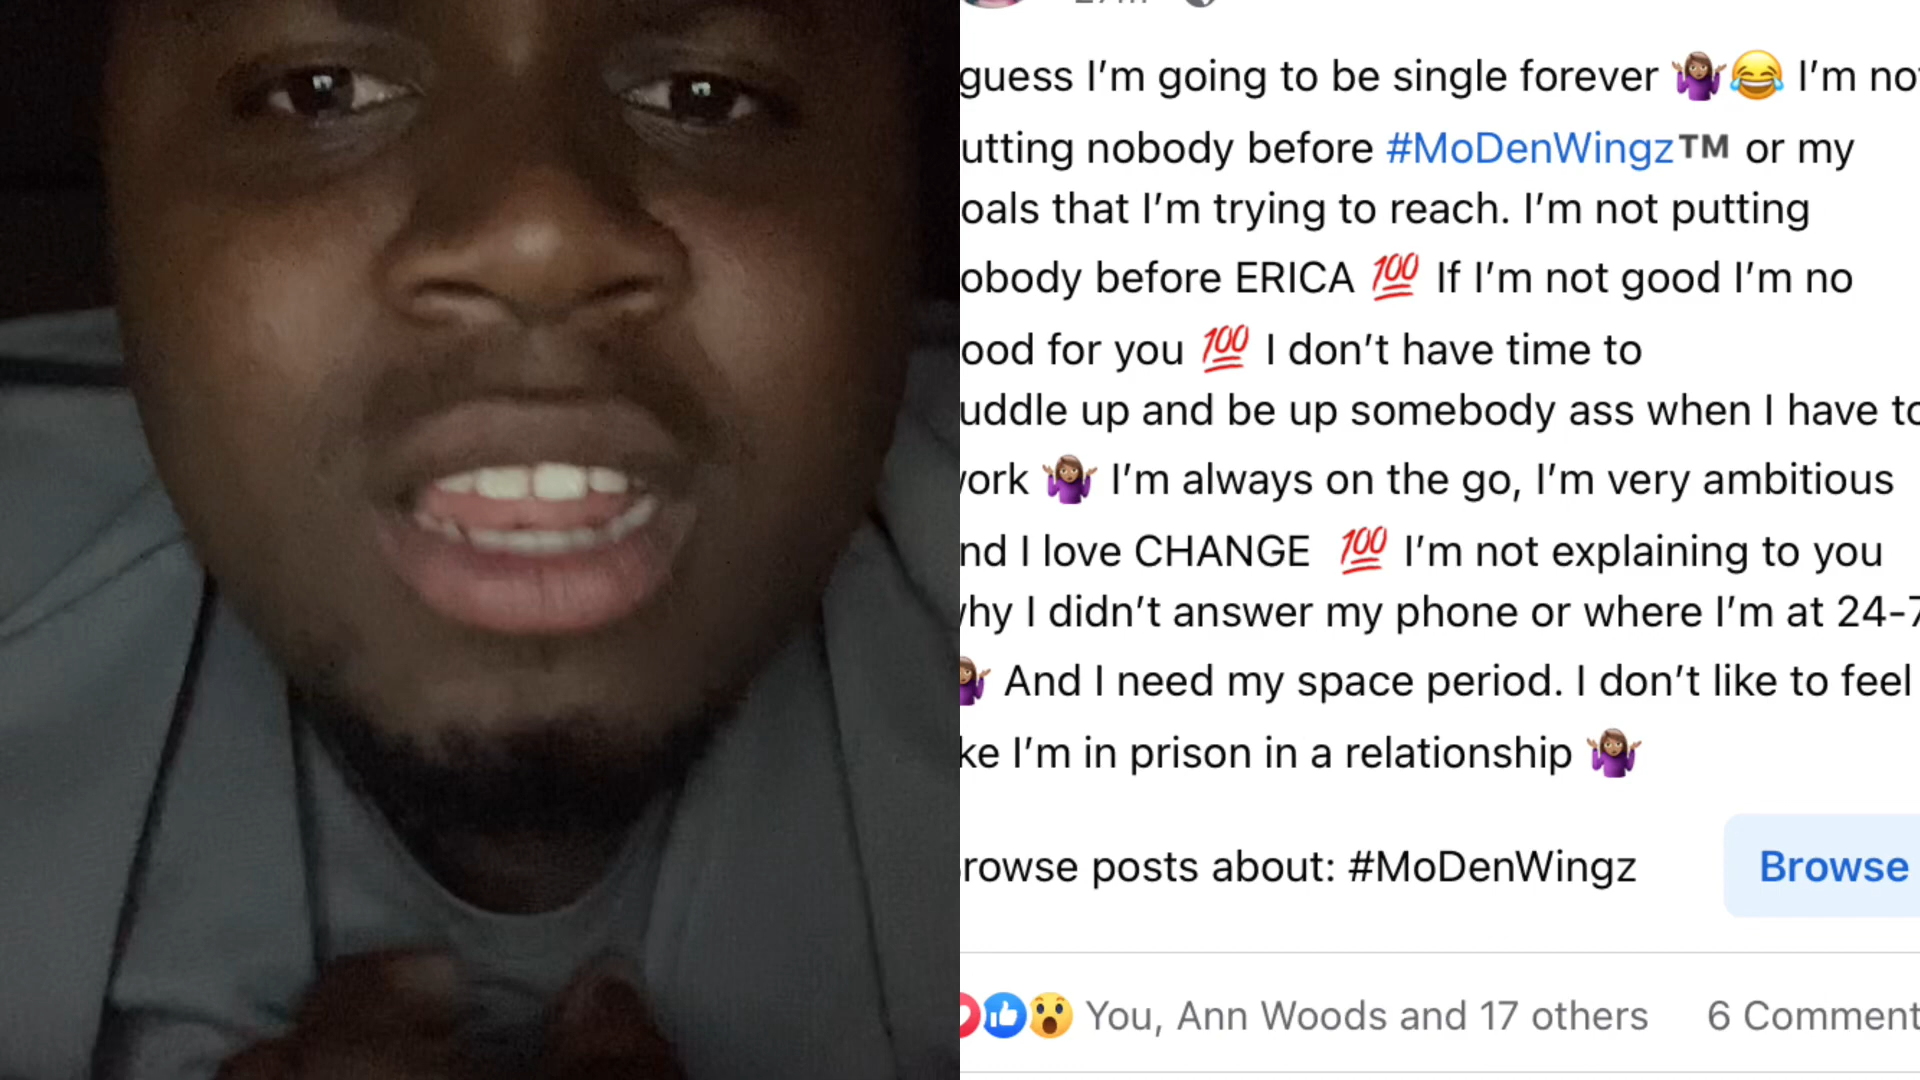 guess I’m going to be single forever 🤷🏽‍♀️😂 I’m no
utting nobody before #MoDenWingz™️ or my
oals that I’m trying to reach. I’m not putting
obody before ERICA 💯 If I’m not good I’m no
ood for you 💯 I don’t have time to
uddle up and be up somebody ass when I have to
ork 🤷🏽‍♀️ I’m always on the go, I’m very ambitious
nd I love CHANGE 💯 I’m not explaining to you
hy I didn’t answer my phone or where I’m at 24-7
🤷🏽‍♀️ And I need my space period. I don’t like to feel
ke I’m in prison in a relationship 🤷🏽‍♀️
rowse posts about: #MoDenWingz
Browse
You, Ann Woods and 17 others
6 Comment